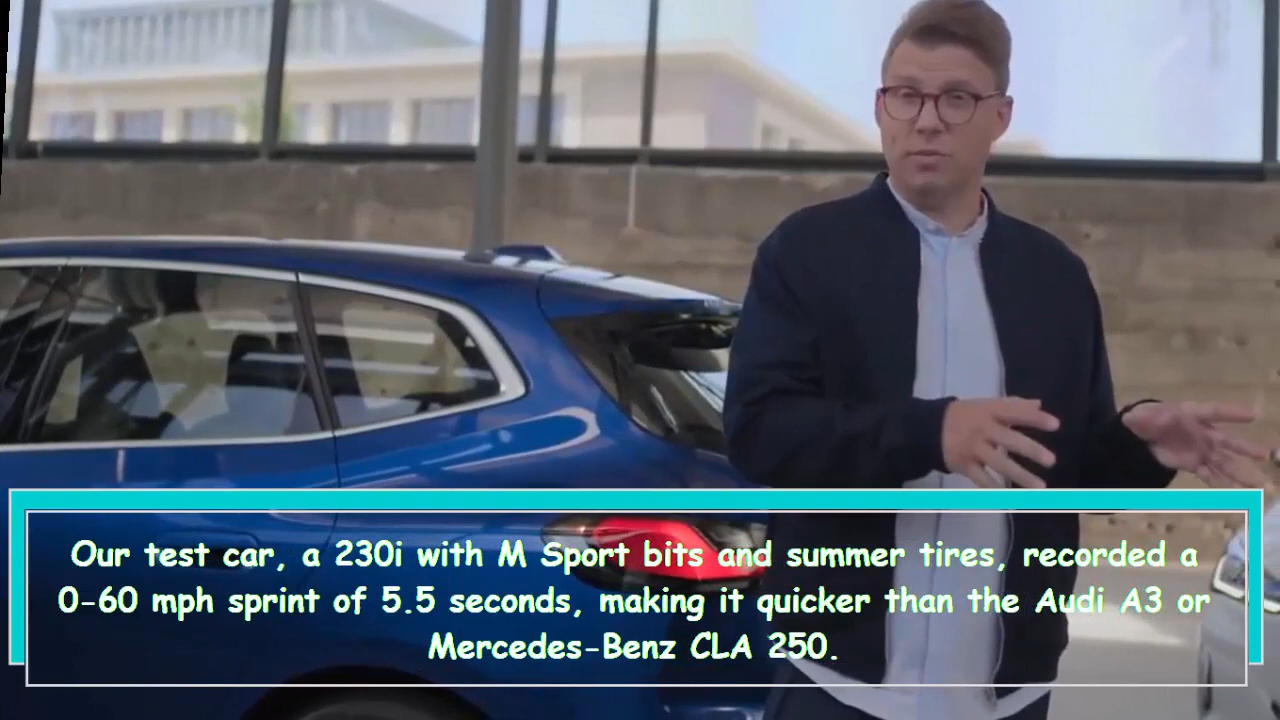 Our test car, a 230i with M Sport bits and summer tires, recorded a
0-60 mph sprint of 5.5 seconds, making it quicker than the Audi A3 or
Mercedes-Benz CLA 250.